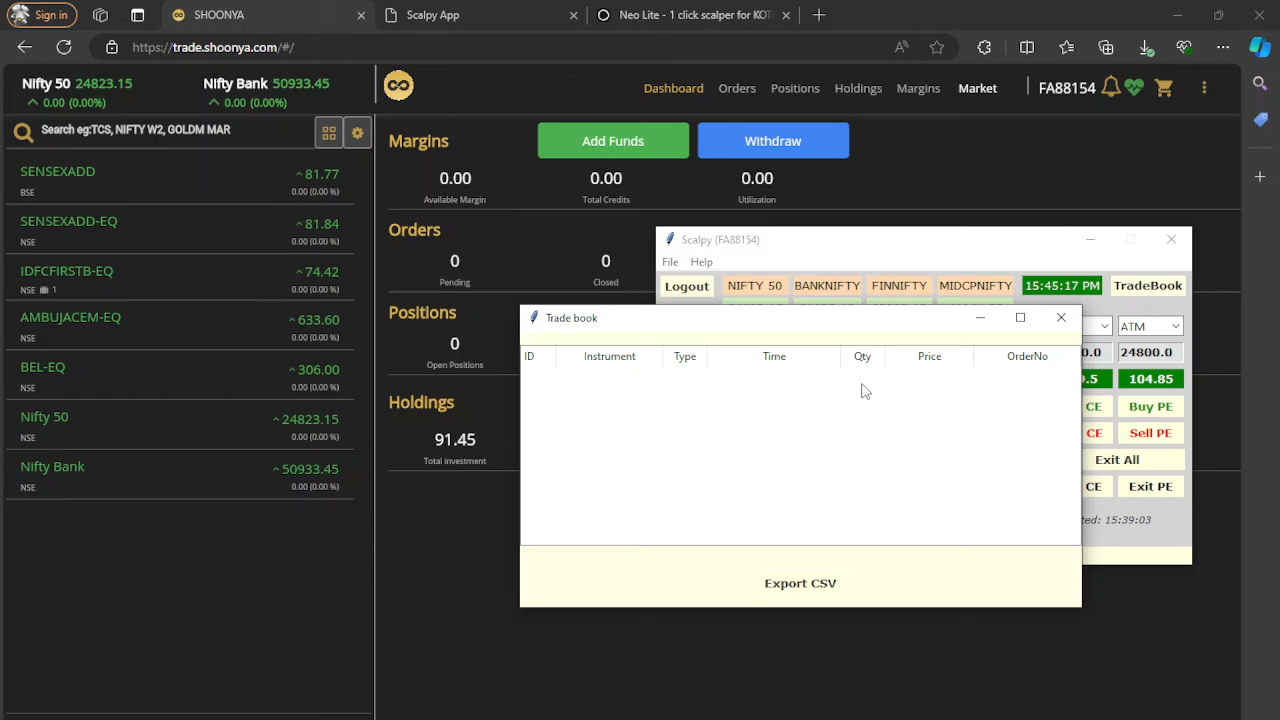 Sign in
SHOONYA
Scalpy App
Neo Lite - 1 click scalper for KOT
https://trade.shoonya.com/#/
Nifty 50 24823.15
0.00 (0.00%)
Nifty Bank 50933.45
0.00 (0.00%)
Dashboard Orders Positions Holdings Margins Market FA88154
Search eg:TCS, NIFTY W2, GOLDM MAR
SENSEXADD 81.77
BSE 0.00 (0.00 %)
SENSEXADD-EQ 81.84
NSE 0.00 (0.00 %)
IDFCFIRSTB-EQ 74.42
NSE 1 0.00 (0.00 %)
AMBUJACEM-EQ 633.60
NSE 0.00 (0.00 %)
BEL-EQ 306.00
NSE 0.00 (0.00 %)
Nifty 50 24823.15
NSE 0.00 (0.00 %)
Nifty Bank 50933.45
NSE 0.00 (0.00 %)
Margins Add Funds Withdraw
0.00 0.00 0.00
Available Margin Total Credits Utilization
Orders
0 0
Pending Closed
Positions
0
Open Positions
Holdings
91.45
Total Investment
Scalpy (FA88154)
File Help
Logout NIFTY 50 BANKNIFTY FINNIFTY MIDCPNIFTY 15:45:17 PM TradeBook
ATM
0.0 24800.0
.5 104.85
CE Buy PE
CE Sell PE
Exit All
CE Exit PE
ted: 15:39:03
Trade book
ID Instrument Type Time Qty Price OrderNo
Export CSV